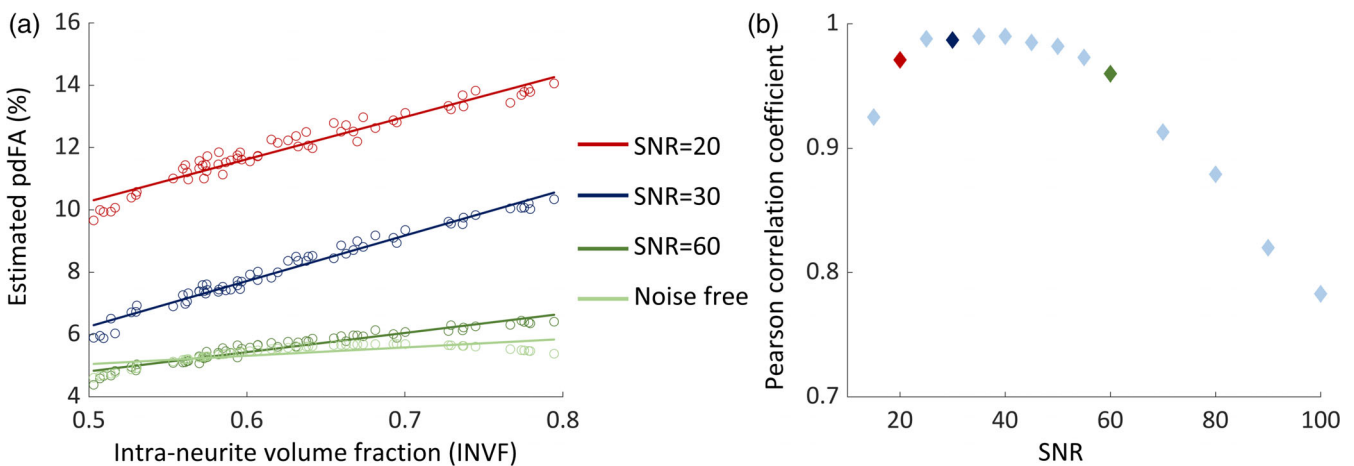 (a)
Estimated pdFA (%)
16
14
12
10
8
6
4
0.5
0.6
0.7
0.8
Intra-neurite volume fraction (INVF)
SNR=20
SNR=30
SNR=60
Noise free
(b)
Pearson correlation coefficient
1
0.9
0.8
0.7
20
40
60
80
100
SNR